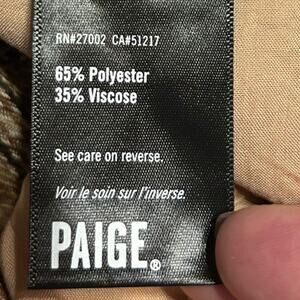 RN#27002 CA#51217
65% Polyester
35% Viscose
See care on reverse.
Voir le soin sur l'inverse.
PAIGE®